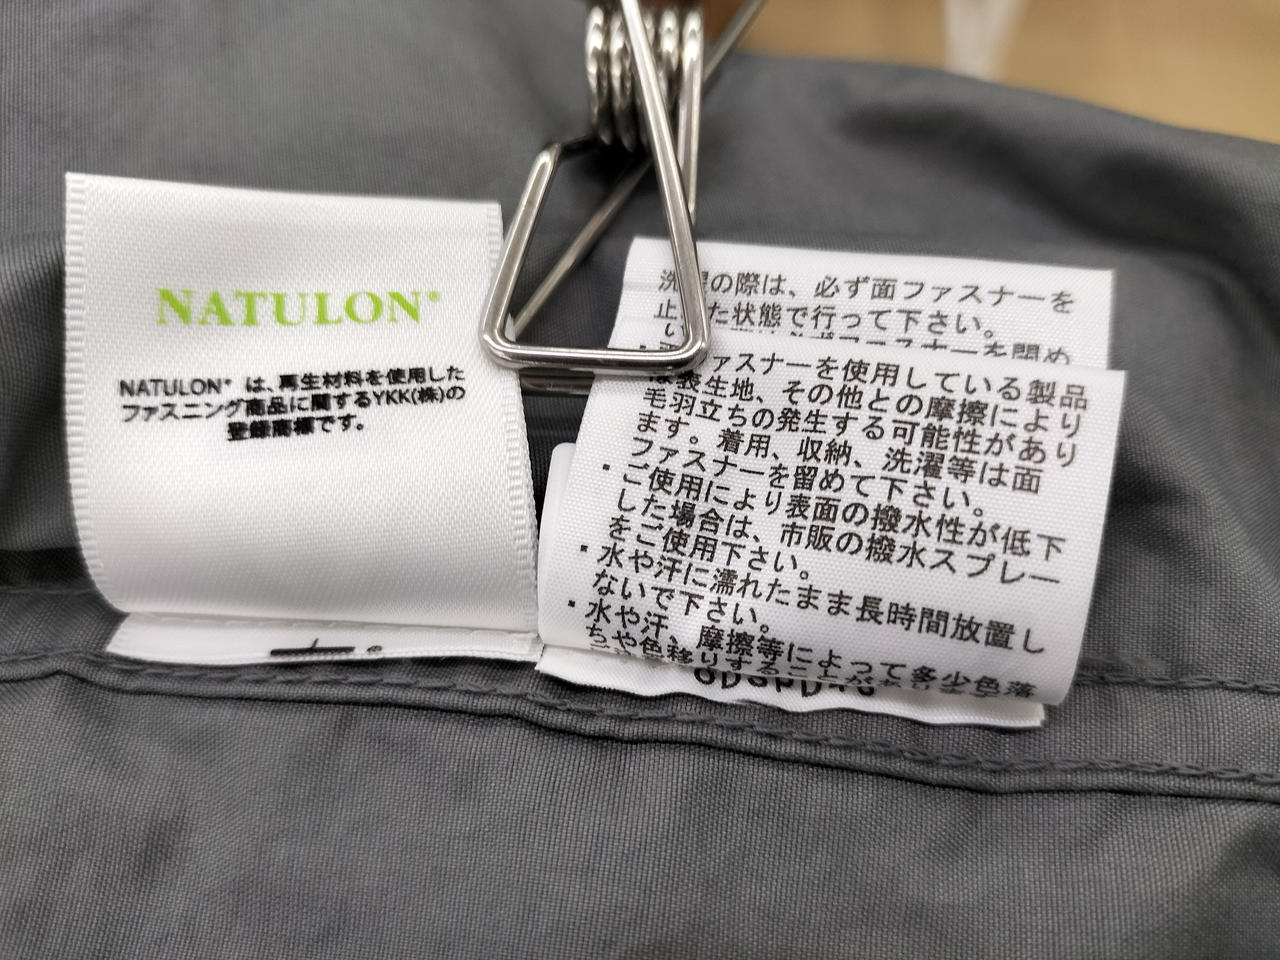 NATULON®
NATULON® は、再生材料を使用した
ファスニング商品に関するYKK(株)の
登録商標です。
洗濯の際は、必ず面ファスナーを
止 た状態で行って下さい。
ファスナーを使用している製品
は表生地、その他との摩擦により
毛羽立ちの発生する可能性があり
ます。着用、収納、洗濯等は面
ファスナーを留めて下さい。
・ご使用により表面の撥水性が低下
した場合は、市販の撥水スプレー
をご使用下さい。
・水や汗に濡れたまま長時間放置し
ないで下さい。
・水や汗、摩擦等によって多少色落
ちや色移りすることが